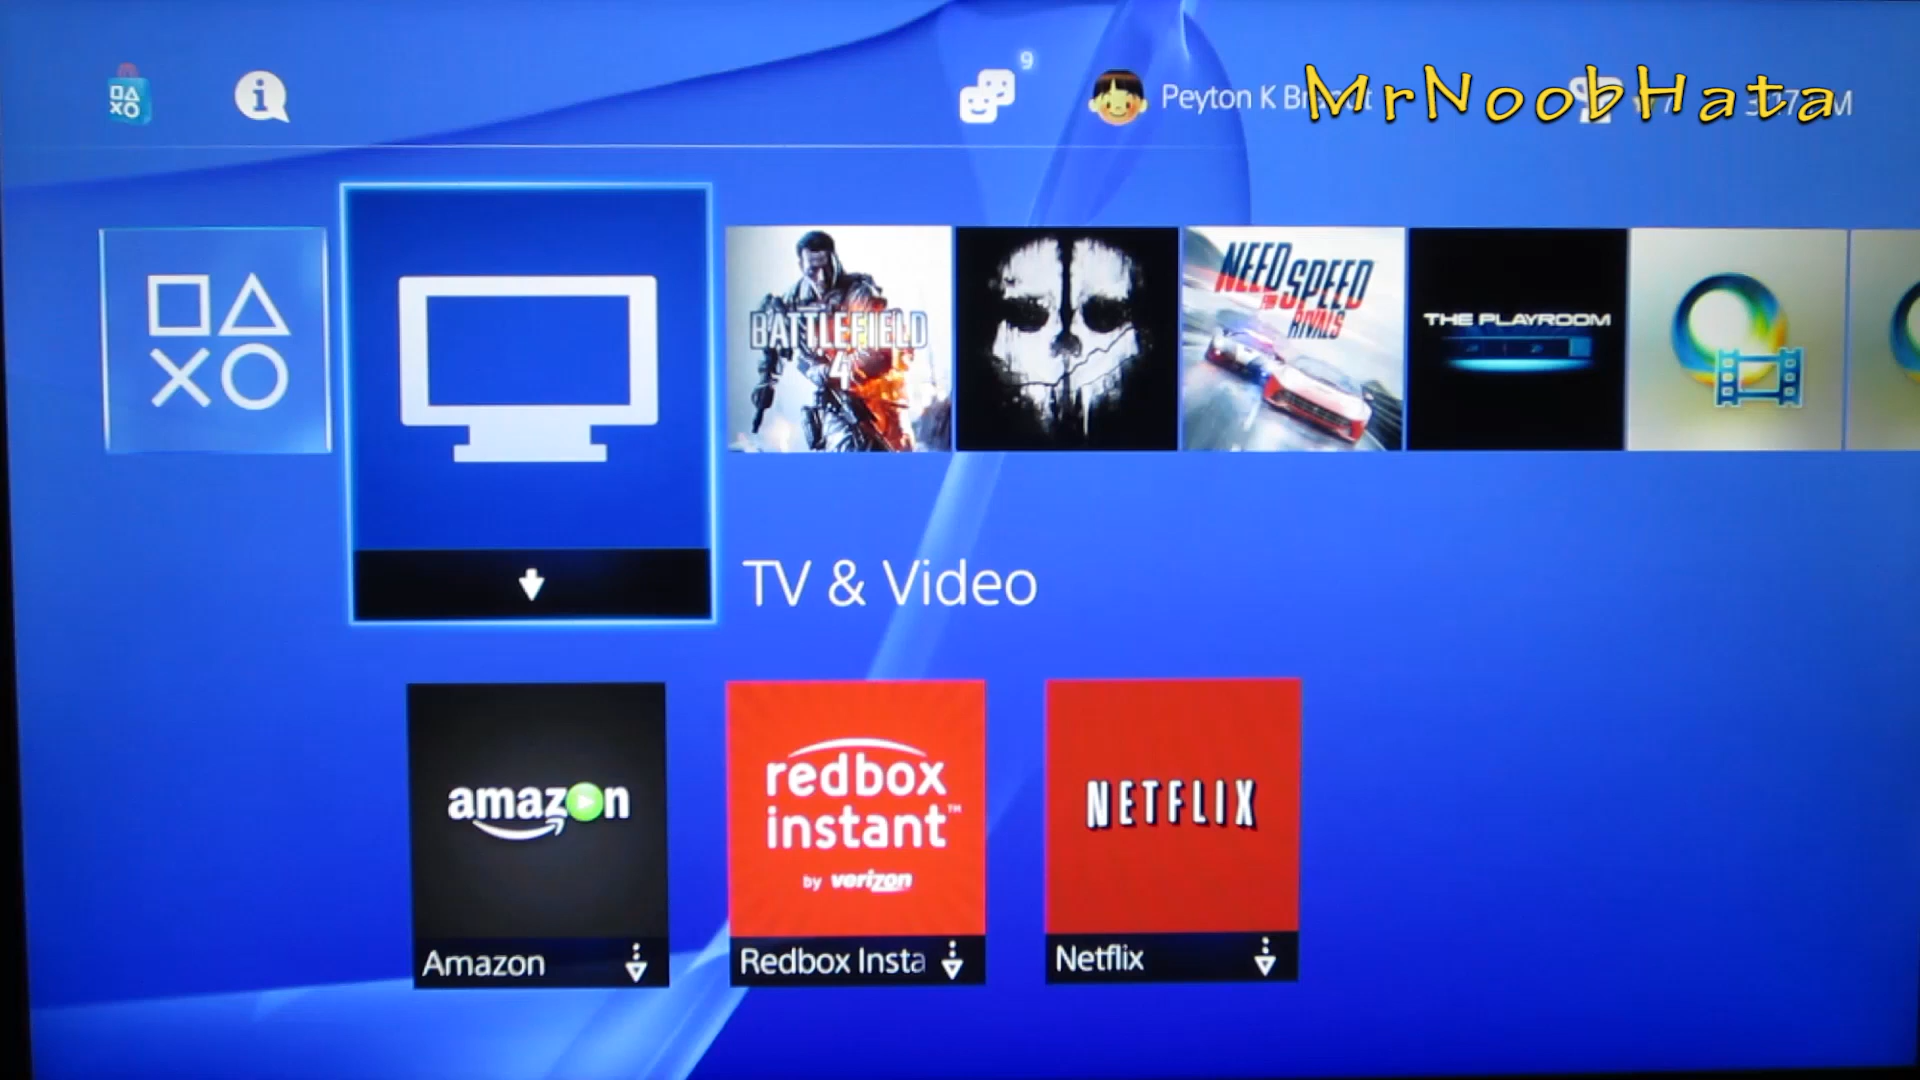 9
Peyton K
MrNoobHata
BATTLEFIELD
4
NEED
FOR SPEED
RIVALS
THE PLAYROOM
TV & Video
amazon
redbox
instant™
by verizon
NETFLIX
Amazon
Redbox Insta
Netflix